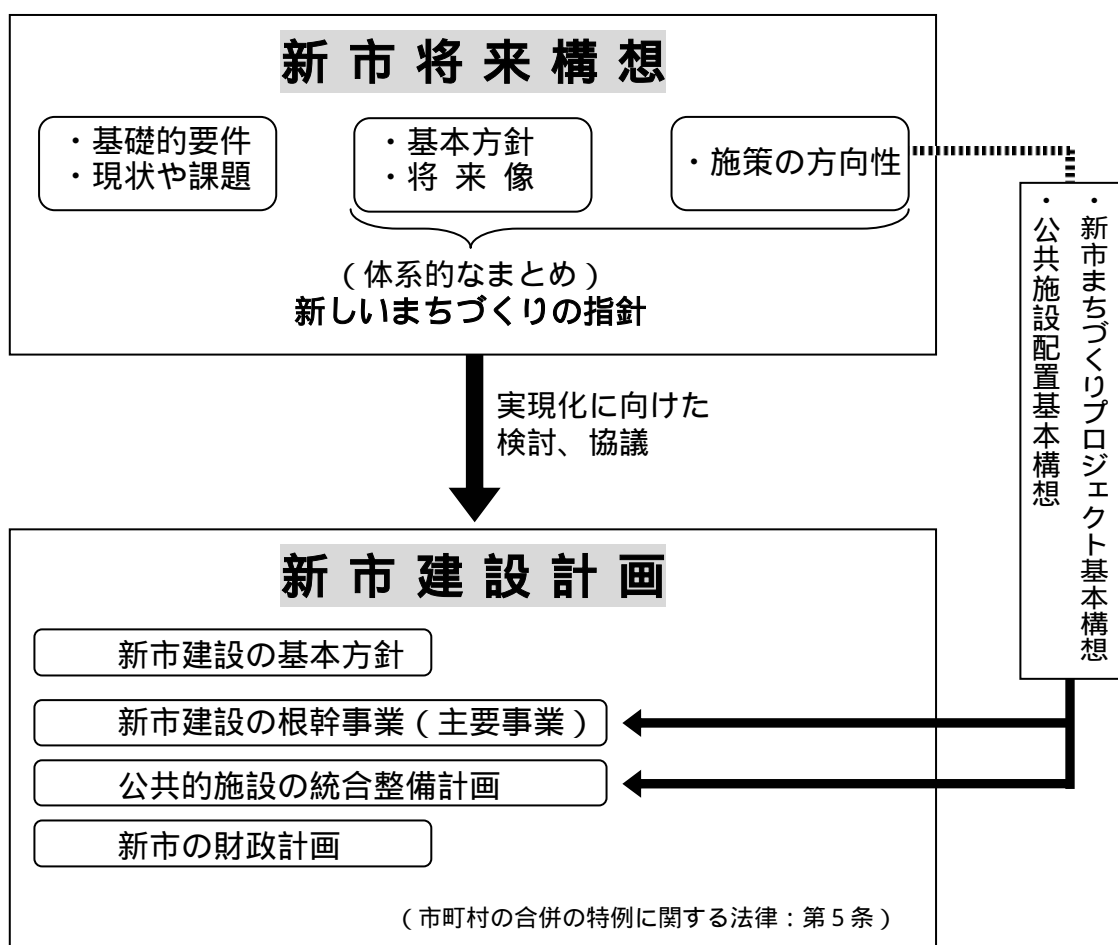 新市将来構想
・基礎的要件
・現状や課題
・基本方針
・将来像
・施策の方向性
(体系的なまとめ)
新しいまちづくりの指針
・新市まちづくりプロジェクト基本構想
・公共施設配置基本構想
実現化に向けた
検討、協議
新市建設計画
新市建設の基本方針
新市建設の根幹事業(主要事業)
公共的施設の統合整備計画
新市の財政計画
(市町村の合併の特例に関する法律:第5条)